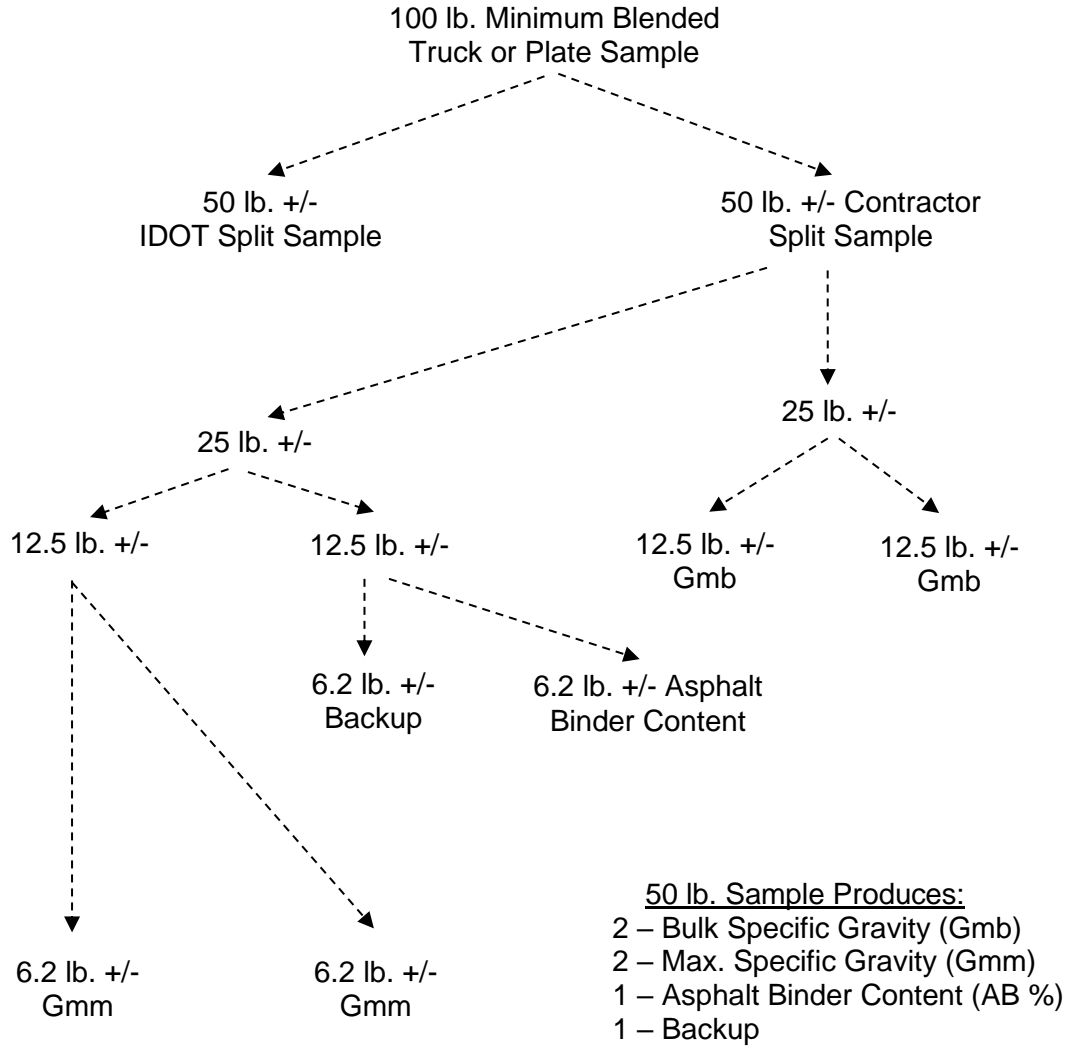 100 lb. Minimum Blended
Truck or Plate Sample
50 lb. +/-
IDOT Split Sample
50 lb. +/- Contractor
Split Sample
25 lb. +/-
25 lb. +/-
12.5 lb. +/-
12.5 lb. +/-
12.5 lb. +/-
Gmb
12.5 lb. +/-
Gmb
6.2 lb. +/-
Backup
6.2 lb. +/- Asphalt
Binder Content
6.2 lb. +/-
Gmm
6.2 lb. +/-
Gmm
50 lb. Sample Produces:
2 – Bulk Specific Gravity (Gmb)
2 – Max. Specific Gravity (Gmm)
1 – Asphalt Binder Content (AB %)
1 – Backup